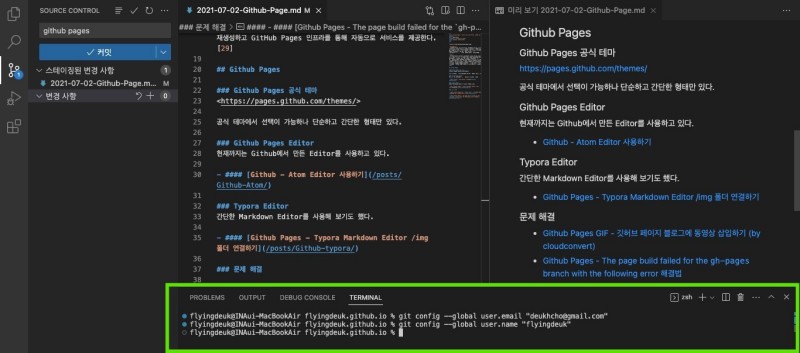 SOURCE CONTROL
github pages
커밋
스테이징된 변경 사항 1
2021-07-02-Github-Page.m... M
변경 사항 0
2021-07-02-Github-Page.md M
### 문제 해결 > ## #### - #### [Github Pages - The page build failed for the `gh-p
재생성하고 GitHub Pages 인프라를 통해 자동으로 서비스를 제공한다.
[29]
19
20 ## Github Pages
21
22 ### Github Pages 공식 테마
23 <https://pages.github.com/themes/>
24
25 공식 테마에서 선택이 가능하나 단순하고 간단한 형태만 있다.
26
27 ### Github Pages Editor
28 현재까지는 Github에서 만든 Editor를 사용하고 있다.
29
30 - #### [Github - Atom Editor 사용하기](/posts/
Github-Atom/)
31
32 ### Typora Editor
33 간단한 Markdown Editor를 사용해 보기도 했다.
34
35 - #### [Github Pages - Typora Markdown Editor /img
폴더 연결하기](/posts/Github-typora/)
36
37 ### 문제 해결
38
미리 보기 2021-07-02-Github-Page.md
Github Pages
Github Pages 공식 테마
https://pages.github.com/themes/
공식 테마에서 선택이 가능하나 단순하고 간단한 형태만 있다.
Github Pages Editor
현재까지는 Github에서 만든 Editor를 사용하고 있다.
Github - Atom Editor 사용하기
Typora Editor
간단한 Markdown Editor를 사용해 보기도 했다.
Github Pages - Typora Markdown Editor /img 폴더 연결하기
문제 해결
Github Pages GIF - 깃허브 페이지 블로그에 동영상 삽입하기 (by
cloudconvert)
Github Pages - The page build failed for the gh-pages
branch with the following error 해결법
PROBLEMS OUTPUT DEBUG CONSOLE TERMINAL zsh
flyingdeuk@INAui-MacBookAir flyingdeuk.github.io % git config --global user.email "deukhcho@gmail.com"
flyingdeuk@INAui-MacBookAir flyingdeuk.github.io % git config --global user.name "flyingdeuk"
flyingdeuk@INAui-MacBookAir flyingdeuk.github.io %